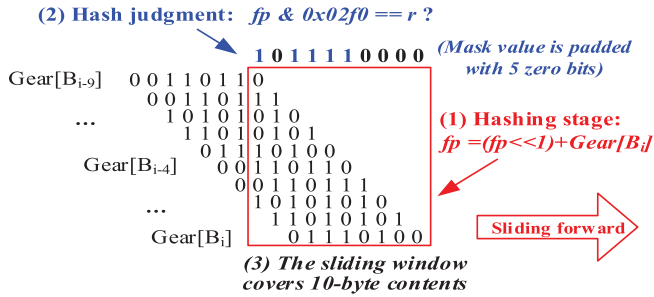 (2) Hash judgment: fp & 0x02f0 == r ?
1 0 1 1 1 1 0 0 0 0
(Mask value is padded
with 5 zero bits)
Gear[Bi-9] 0 0 1 1 0 1 1 0
0 0 1 1 0 1 1 1
... 1 0 1 0 1 0 1 0
1 1 0 1 0 1 0 1
0 1 1 1 0 1 0 0
Gear[Bi-4] 0 0 1 1 0 1 1 0
0 0 1 0 1 1 1 1
... 1 0 1 0 1 0 1 0
1 1 0 1 0 1 0 1
Gear[Bi] 0 1 1 1 0 1 0 0
(1) Hashing stage:
fp =(fp<<1)+Gear[Bi]
Sliding forward
(3) The sliding window
covers 10-byte contents